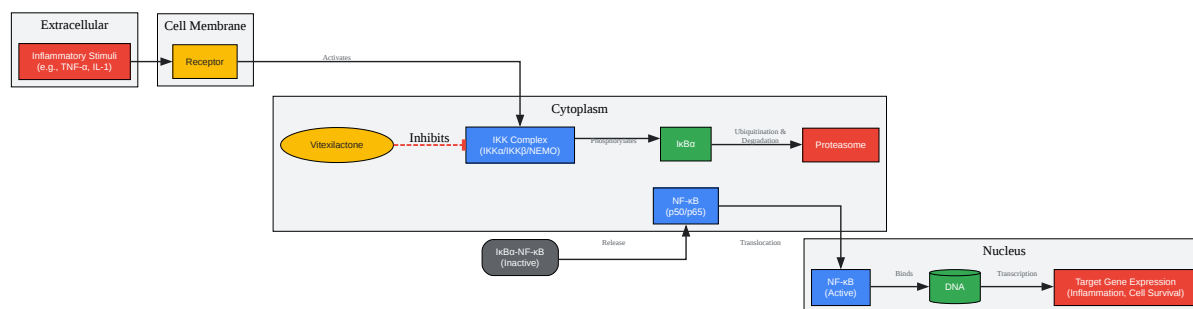 Extracellular
Inflammatory Stimuli
(e.g., TNF-α, IL-1)
Cell Membrane
Receptor
Activates
Cytoplasm
Vitexilactone
Inhibits
IKK Complex
(IKKα/IKKβ/NEMO)
Phosphorylates
IκBα
Ubiquitination &
Degradation
Proteasome
NF-κB
(p50/p65)
IκBα-NF-κB
(Inactive)
Release
Translocation
Nucleus
NF-κB
(Active)
Binds
DNA
Transcription
Target Gene Expression
(Inflammation, Cell Survival)